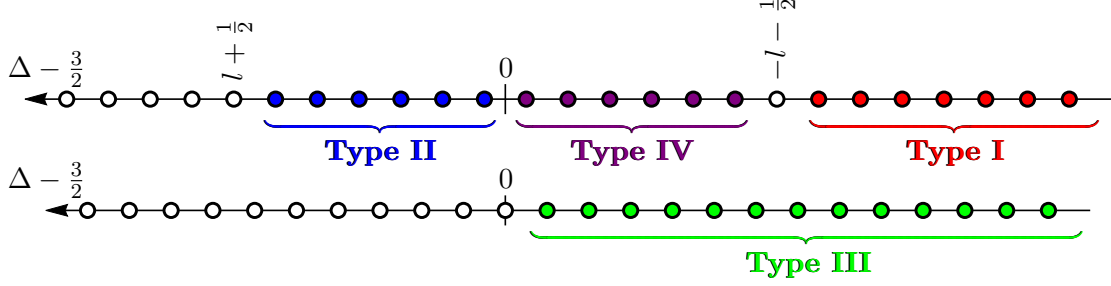 l + 1/2
-l - 1/2
Δ - 3/2
0
Type II
Type IV
Type I
Δ - 3/2
0
Type III